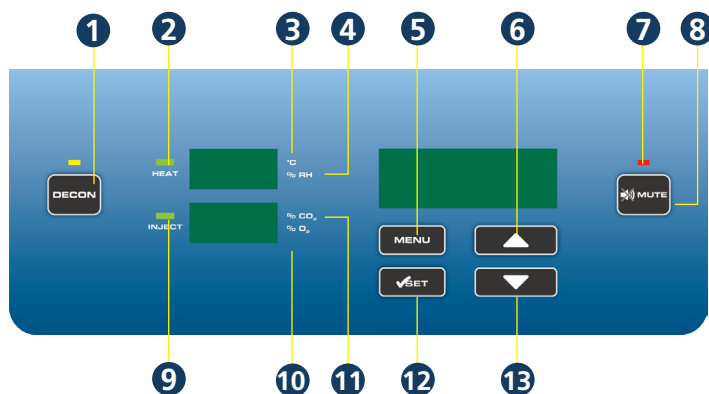 1 2 3 4 5 6 7 8
°C
HEAT % RH
DECON MUTE
INJECT % CO₂
% O₂
MENU
✓SET
9 10 11 12 13